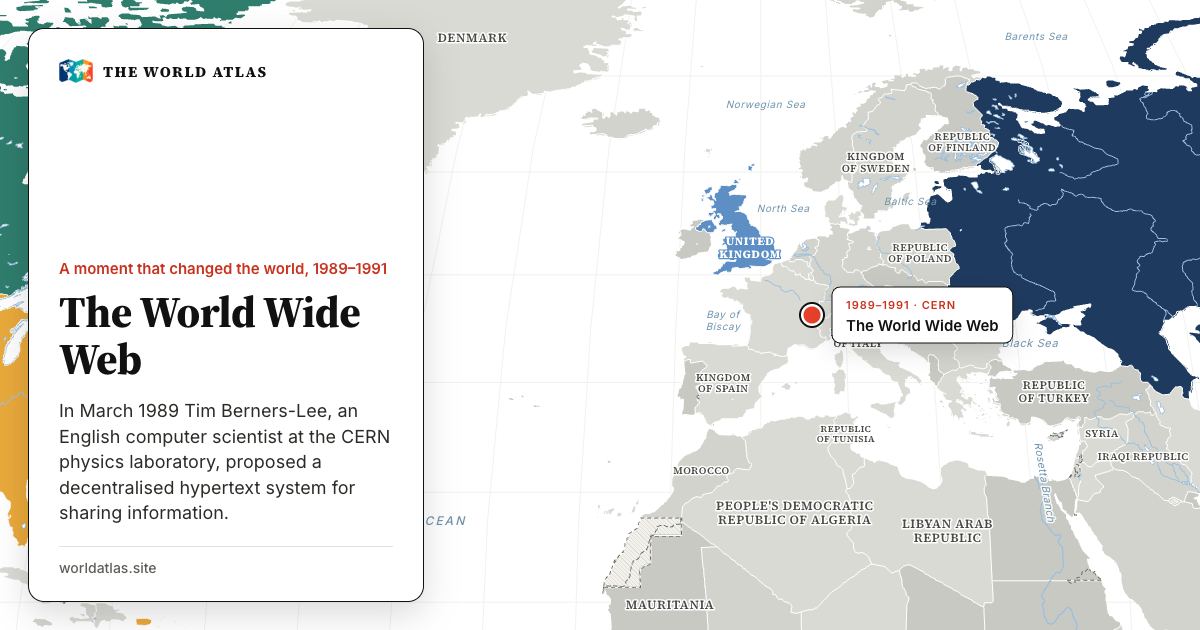 THE WORLD ATLAS
A moment that changed the world, 1989–1991
The World Wide
Web
In March 1989 Tim Berners-Lee, an
English computer scientist at the CERN
physics laboratory, proposed a
decentralised hypertext system for
sharing information.
worldatlas.site
DENMARK
Barents Sea
Norwegian Sea
REPUBLIC
OF FINLAND
KINGDOM
OF SWEDEN
Baltic Sea
North Sea
UNITED
KINGDOM
REPUBLIC
OF POLAND
1989–1991 · CERN
The World Wide Web
Bay of
Biscay
OF ITALY
Black Sea
KINGDOM
OF SPAIN
REPUBLIC
OF TURKEY
REPUBLIC
OF TUNISIA
SYRIA
IRAQI REPUBLIC
MOROCCO
Rosetta Branch
PEOPLE'S DEMOCRATIC
REPUBLIC OF ALGERIA
LIBYAN ARAB
REPUBLIC
CEAN
MAURITANIA